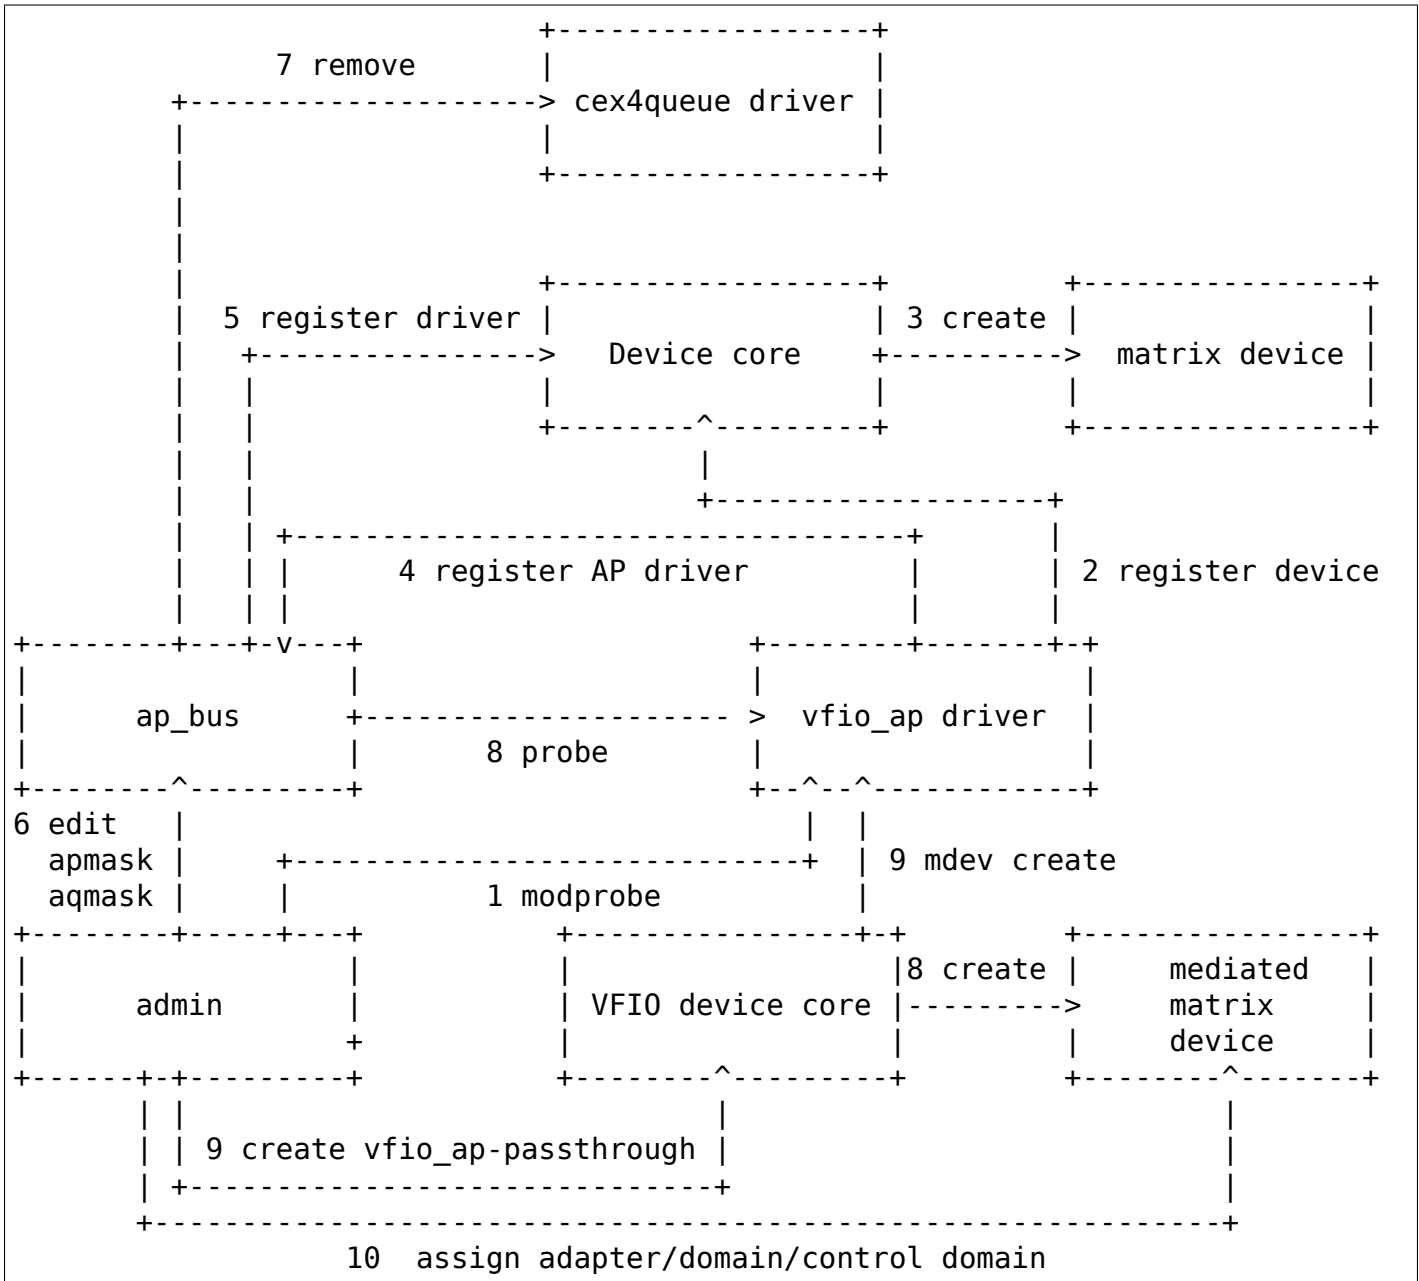 7 remove
cex4queue driver
5 register driver
3 create
Device core
matrix device
4 register AP driver
2 register device
ap_bus
vfio_ap driver
8 probe
6 edit
apmask
9 mdev create
aqmask
1 modprobe
8 create
mediated
admin
VFIO device core
matrix
device
9 create vfio_ap-passthrough
10 assign adapter/domain/control domain